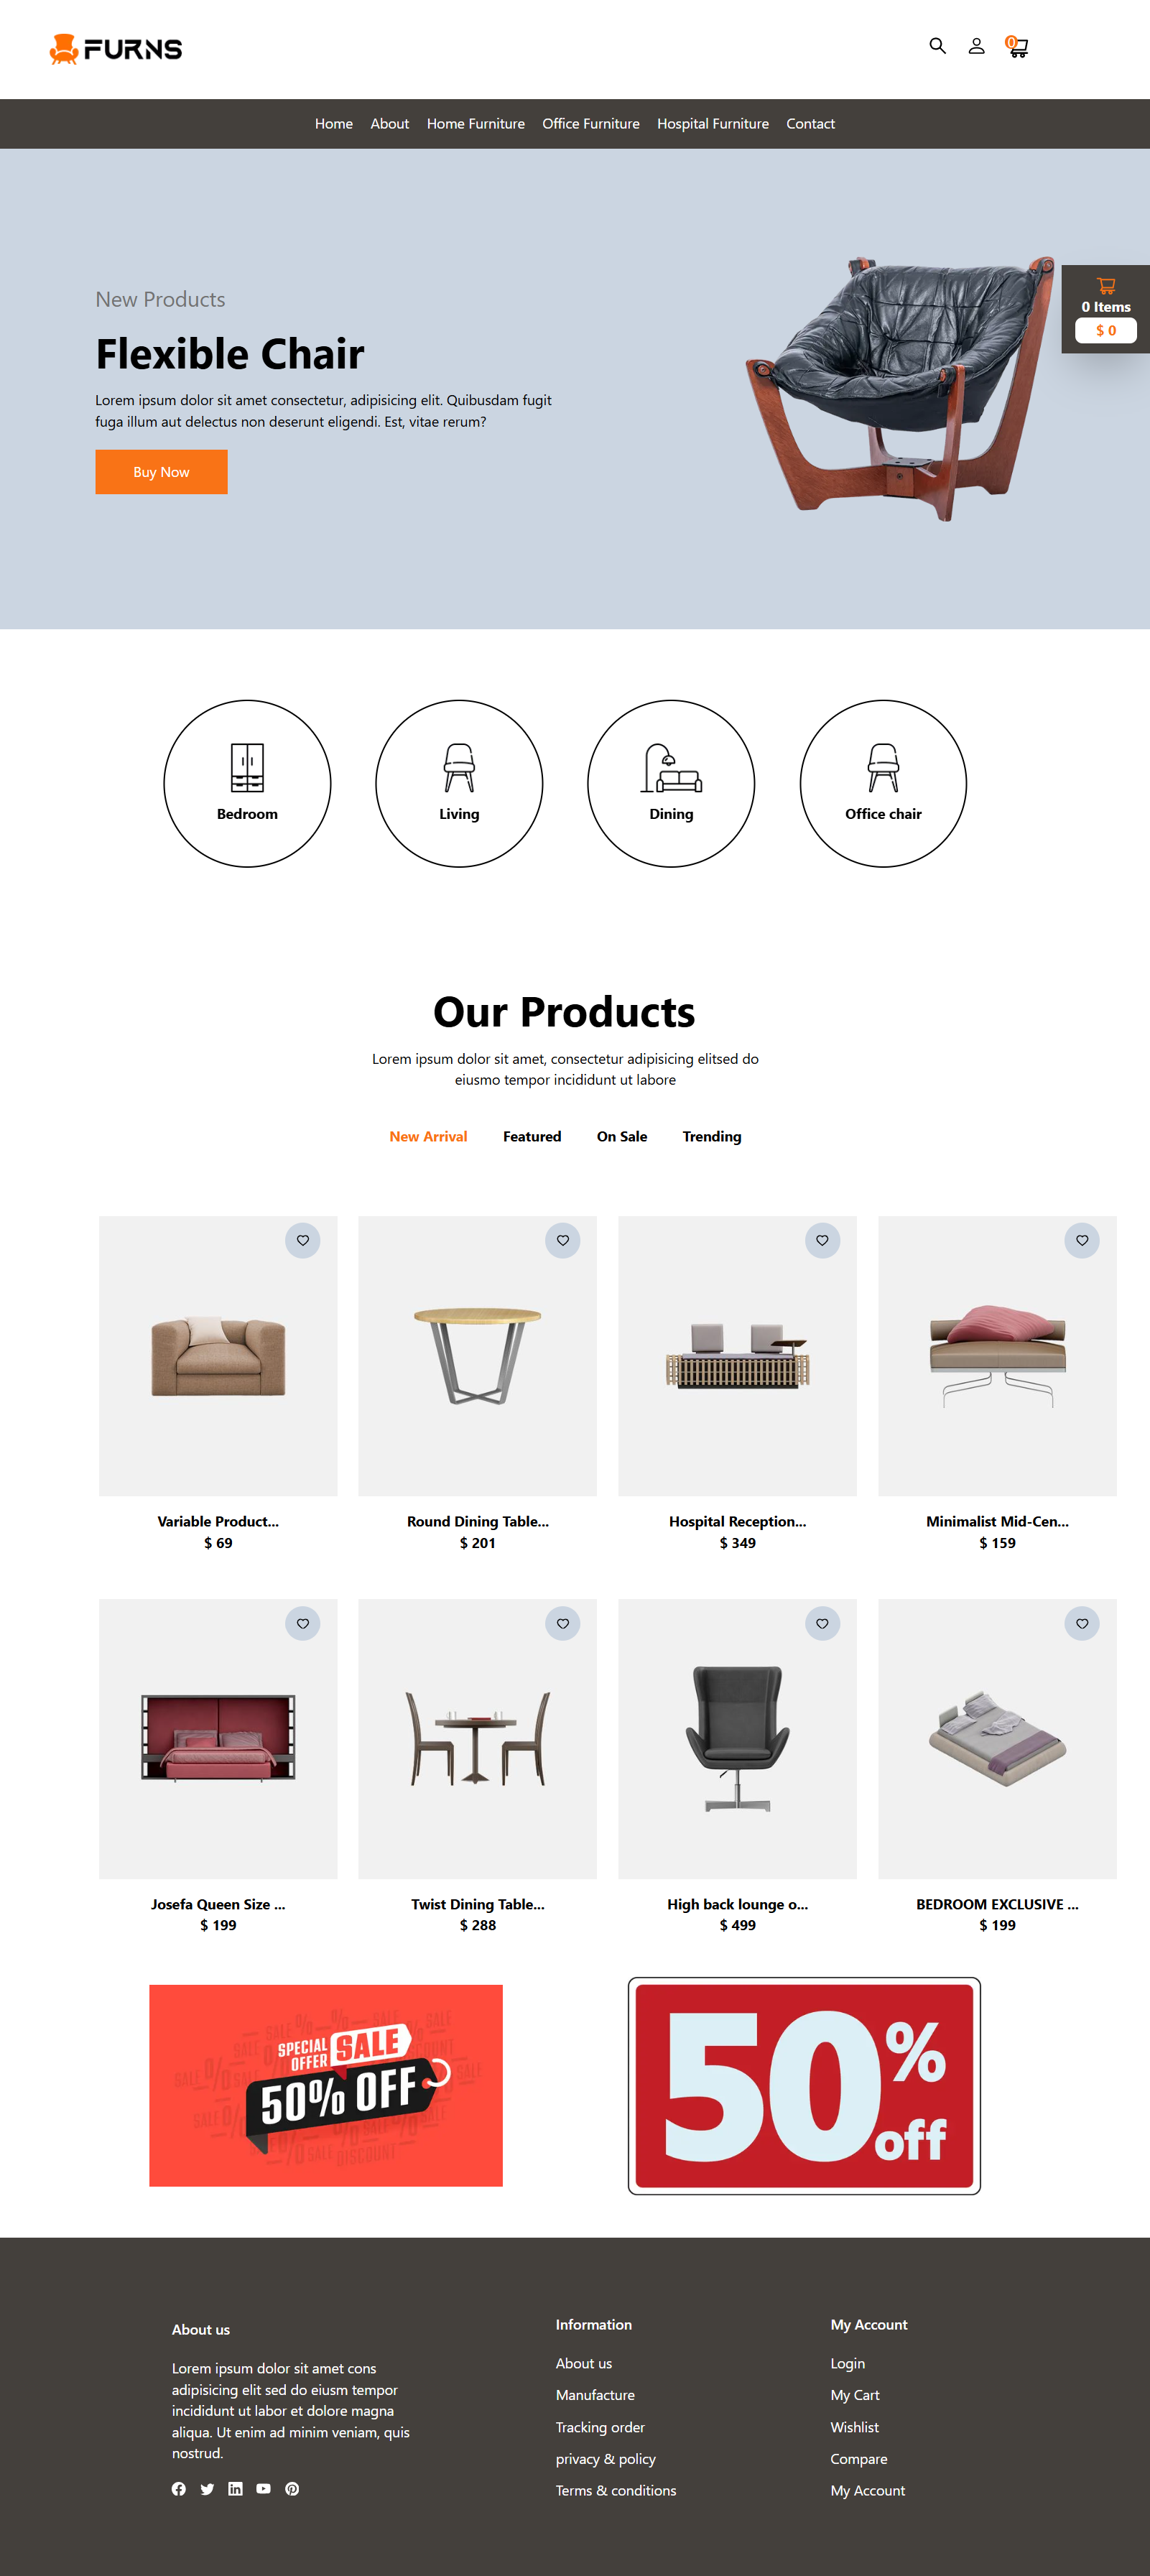 FURNS
0
Home About Home Furniture Office Furniture Hospital Furniture Contact
New Products
Flexible Chair
Lorem ipsum dolor sit amet consectetur, adipisicing elit. Quibusdam fugit
fuga illum aut delectus non deserunt eligendi. Est, vitae rerum?
Buy Now
0 Items
$ 0
Bedroom
Living
Dining
Office chair
Our Products
Lorem ipsum dolor sit amet, consectetur adipisicing elitsed do
eiusmo tempor incididunt ut labore
New Arrival Featured On Sale Trending
Variable Product...
$ 69
Round Dining Table...
$ 201
Hospital Reception...
$ 349
Minimalist Mid-Cen...
$ 159
Josefa Queen Size ...
$ 199
Twist Dining Table...
$ 288
High back lounge o...
$ 499
BEDROOM EXCLUSIVE ...
$ 199
SPECIAL
OFFER
SALE
50% OFF
50%
off
About us
Lorem ipsum dolor sit amet cons
adipisicing elit sed do eiusm tempor
incididunt ut labor et dolore magna
aliqua. Ut enim ad minim veniam, quis
nostrud.
Information
About us
Manufacture
Tracking order
privacy & policy
Terms & conditions
My Account
Login
My Cart
Wishlist
Compare
My Account